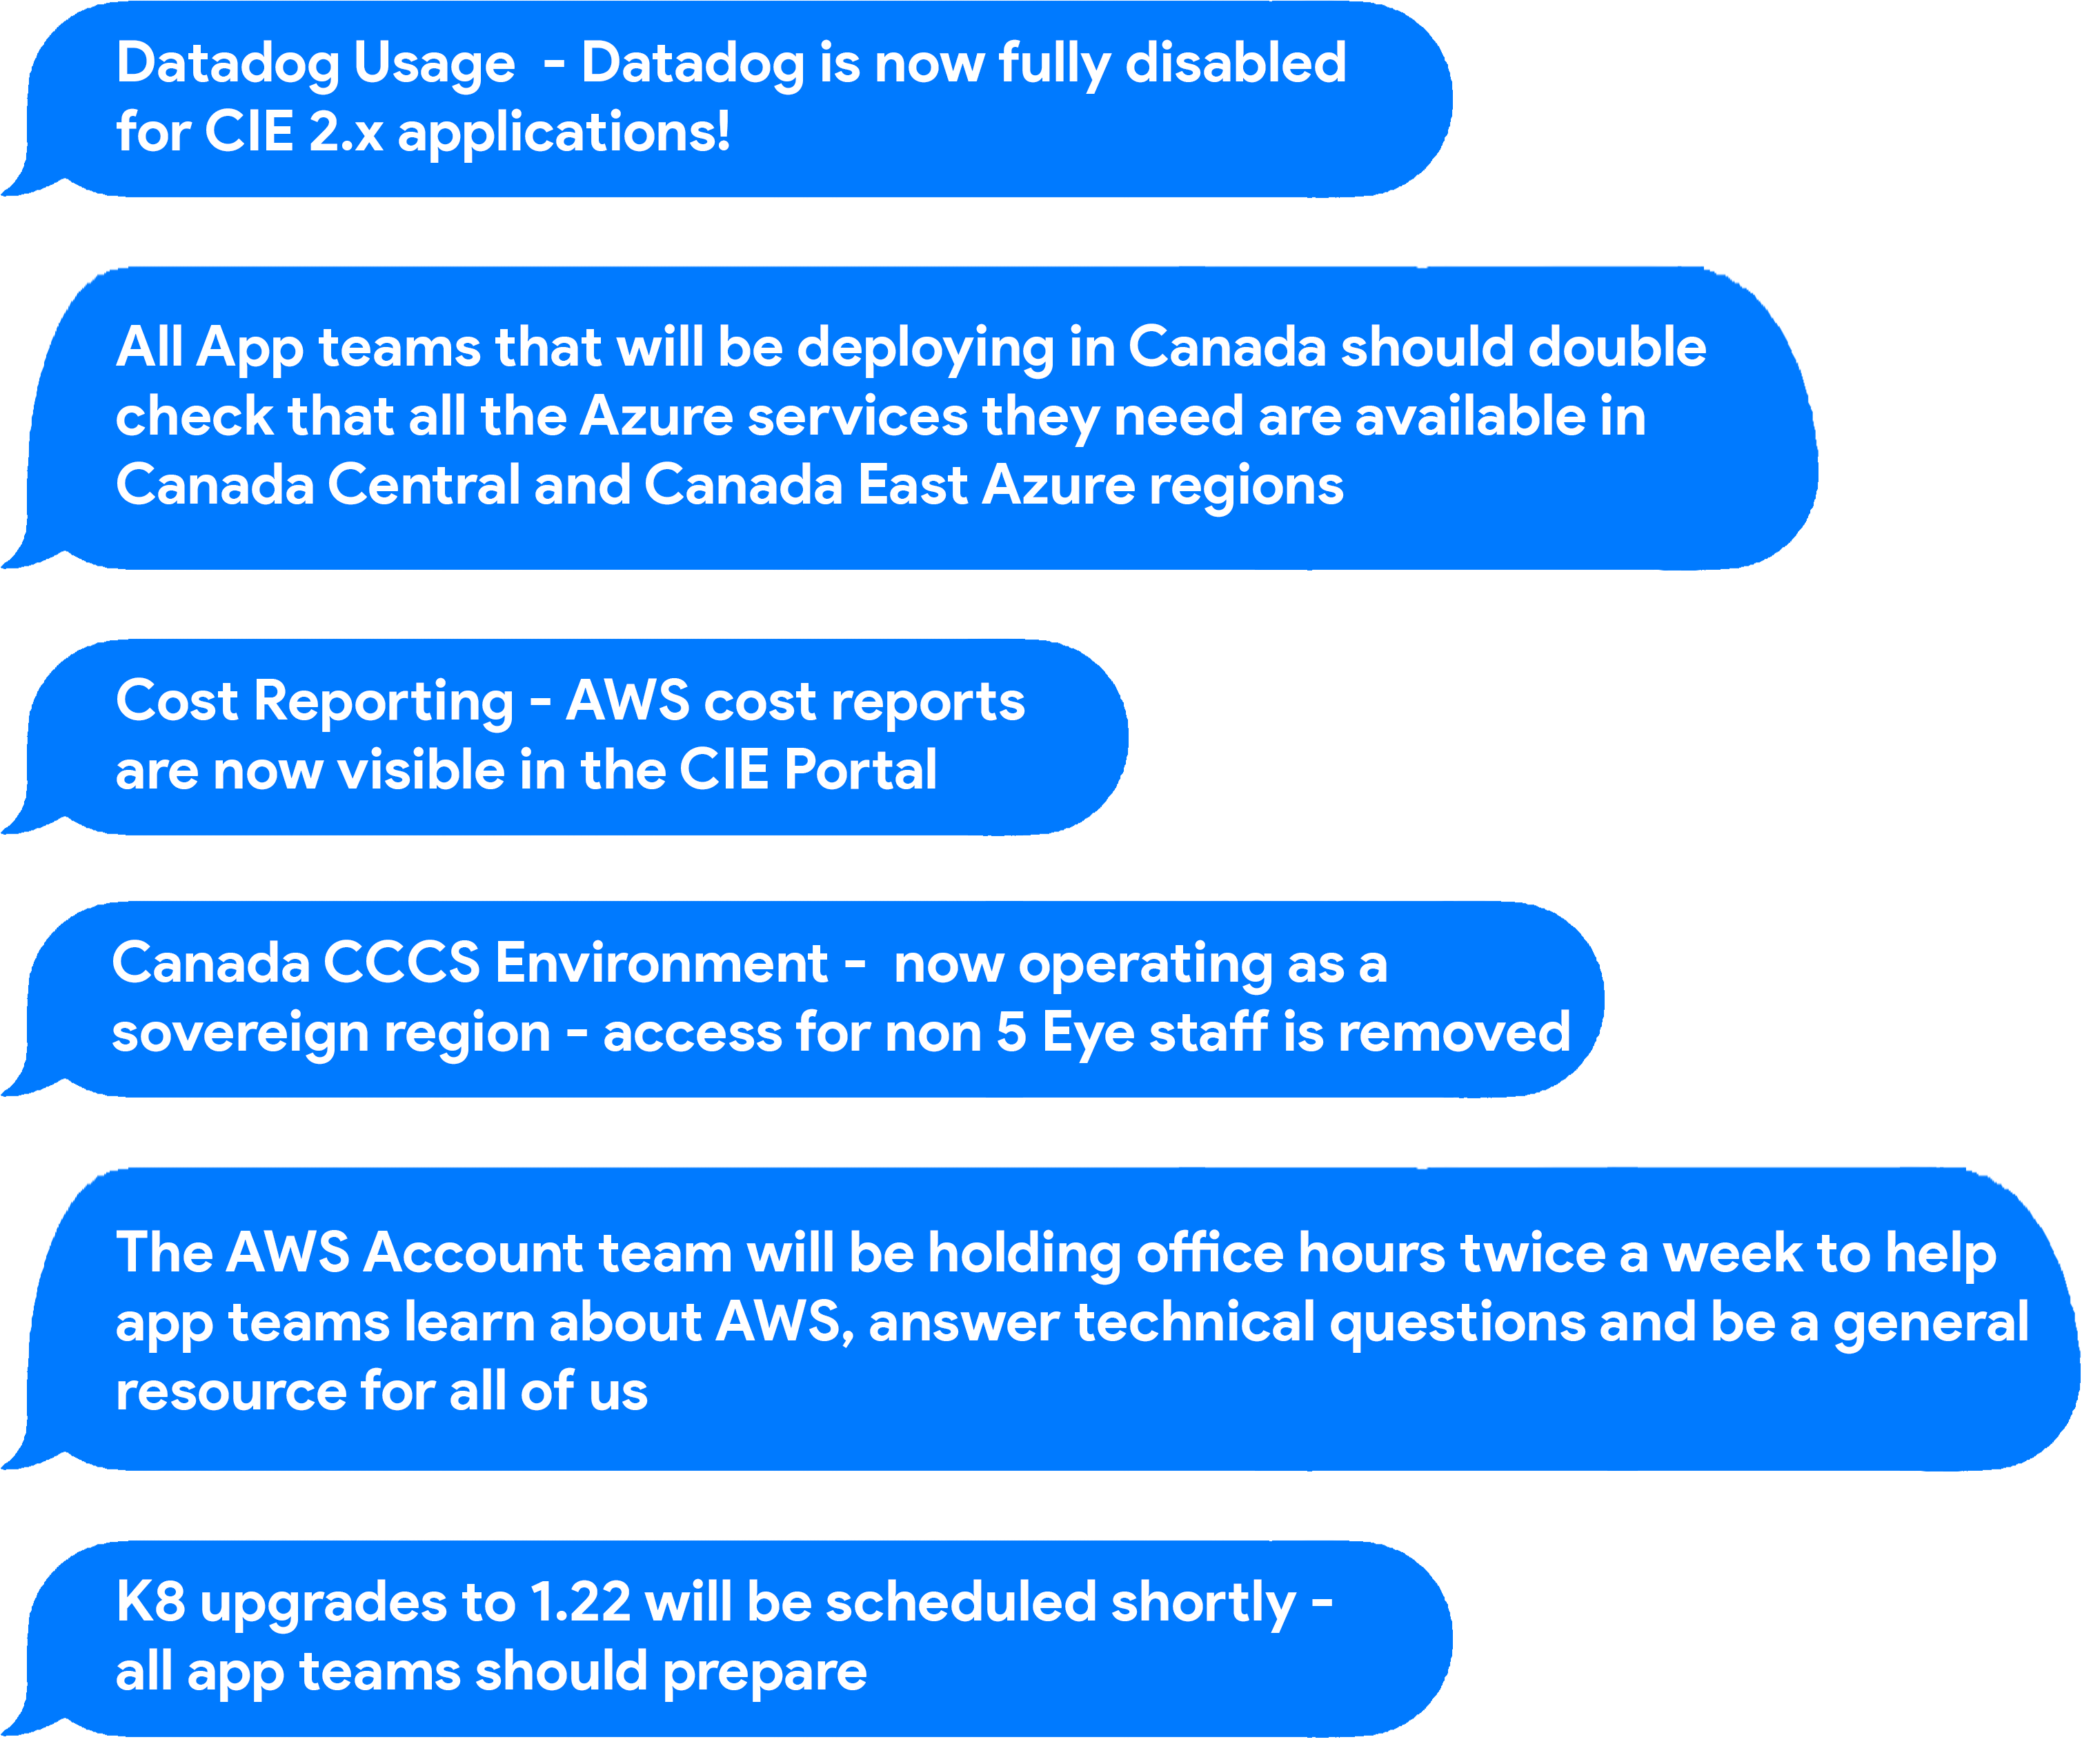 Datadog Usage  - Datadog is now fully disabled
for CIE 2.x applications!
All App teams that will be deploying in Canada should double
check that all the Azure services they need are available in
Canada Central and Canada East Azure regions
Cost Reporting - AWS cost reports
are now visible in the CIE Portal
Canada CCCS Environment -  now operating as a
sovereign region - access for non 5 Eye staff is removed
The AWS Account team will be holding office hours twice a week to help
app teams learn about AWS, answer technical questions and be a general
resource for all of us
K8 upgrades to 1.22 will be scheduled shortly -
all app teams should prepare